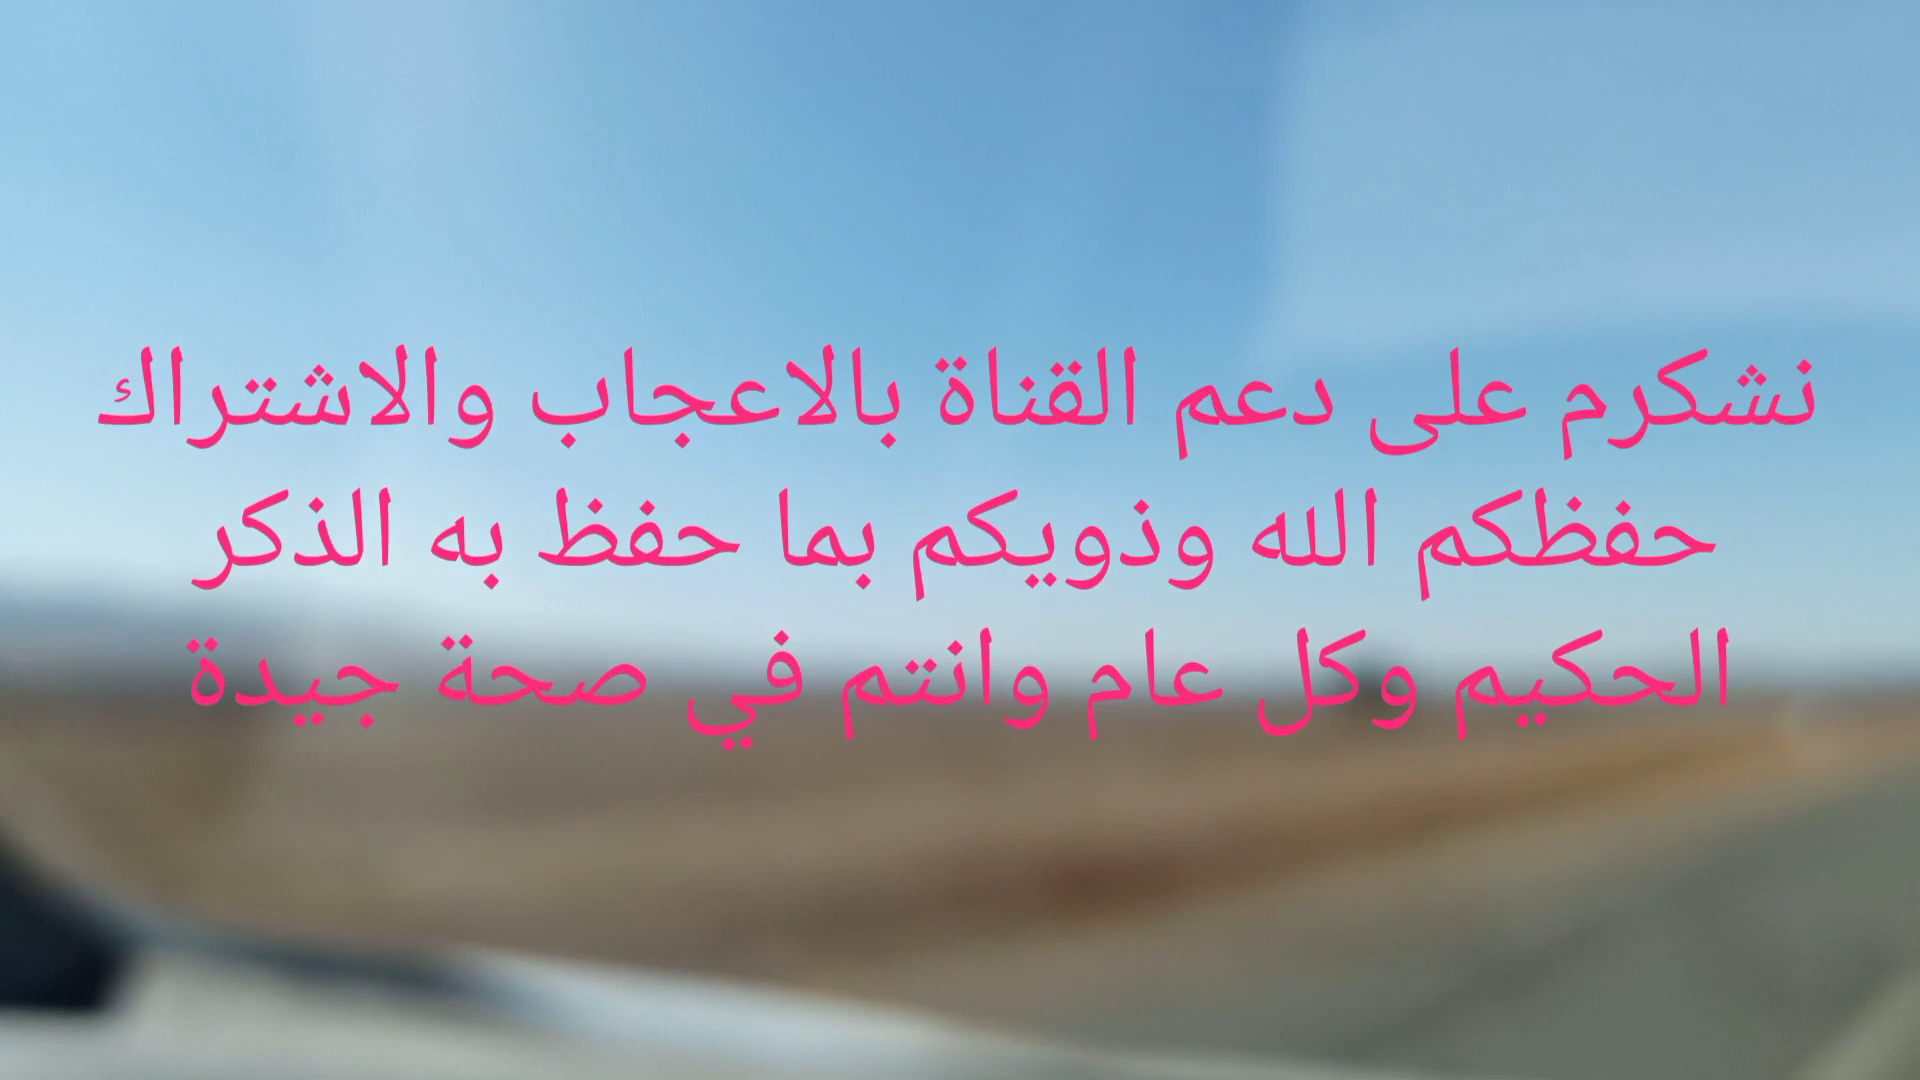 نشكرم على دعم القناة بالاعجاب والاشتراك
حفظكم الله وذويكم بما حفظ به الذكر
الحكيم وكل عام وانتم في صحة جيدة